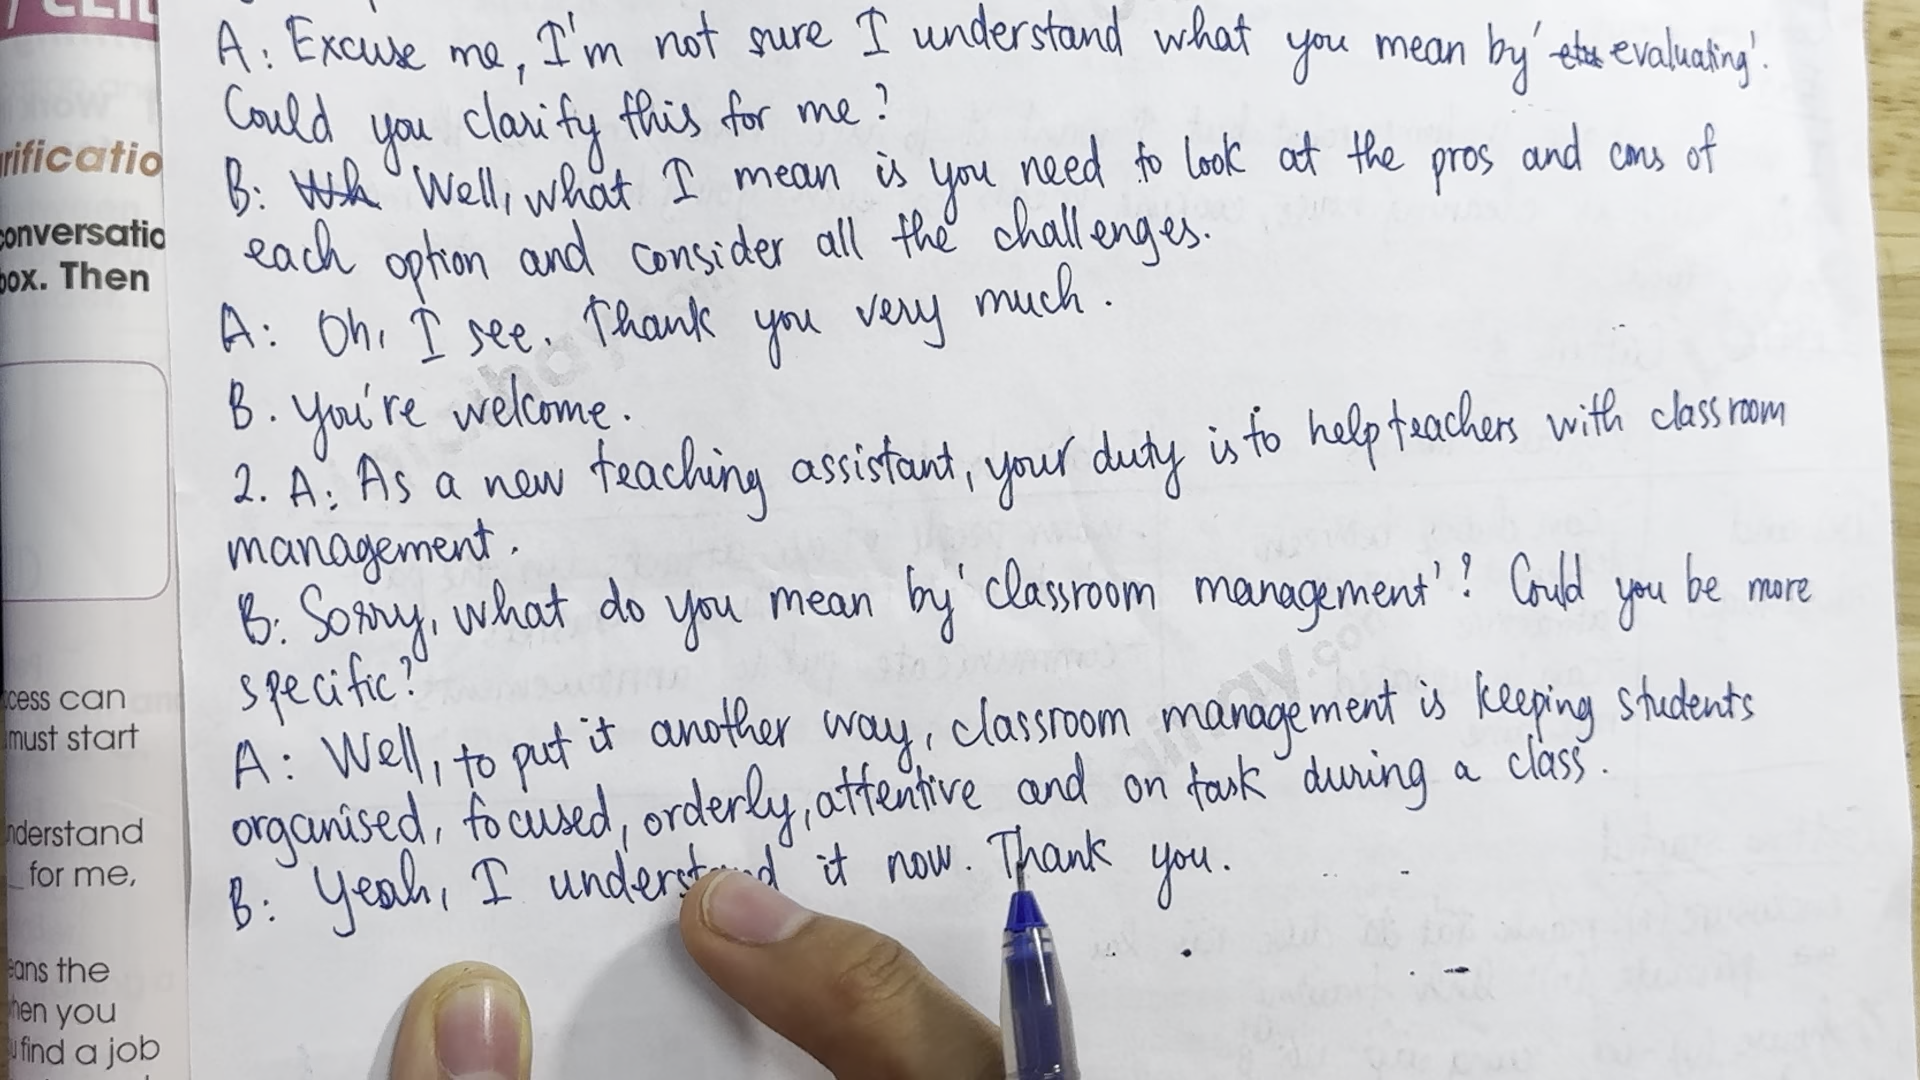 CLIL
A: Excuse me, I'm not sure I understand what you mean by 'evaluating'.
Could you clarify this for me?
B: Well, what I mean is you need to look at the pros and cons of
each option and consider all the challenges.
A: Oh, I see. Thank you very much.
B. You're welcome.
2. A: As a new teaching assistant, your duty is to help teachers with classroom
management.
B: Sorry, what do you mean by 'classroom management'? Could you be more
specific?
A: Well, to put it another way, classroom management is keeping students
organised, focused, orderly, attentive and on task during a class.
B: Yeah, I understand it now. Thank you.
rificatio
conversatio
box. Then
cess can
must start
nderstand
_ for me,
eans the
hen you
u find a job